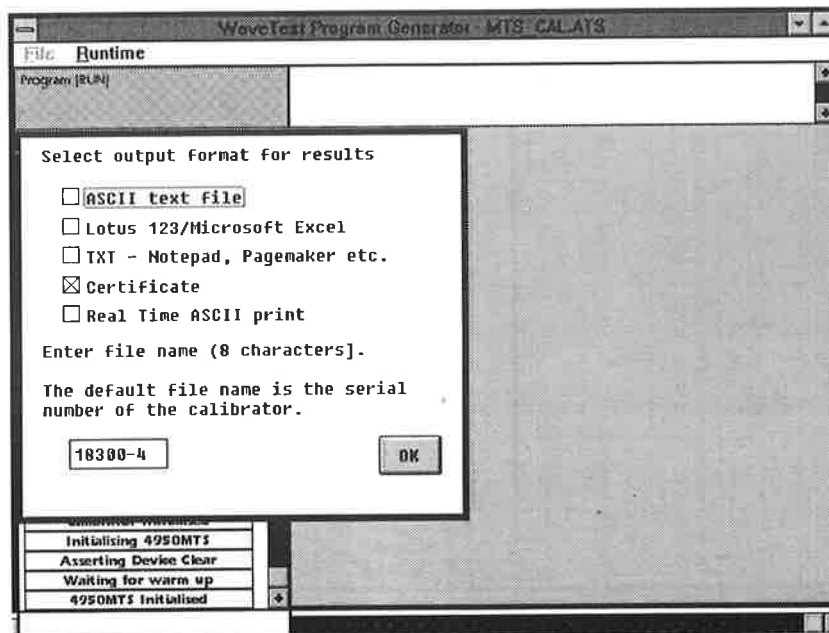 WaveTest Program Generator - MTS_CAL.ATS
File Runtime
Program [RUN]
Select output format for results
ASCII text file
Lotus 123/Microsoft Excel
TXT - Notepad, Pagemaker etc.
Certificate
Real Time ASCII print
Enter file name (8 characters].
The default file name is the serial
number of the calibrator.
18300-4
OK
Initialising 4950MTS
Asserting Device Clear
Waiting for warm up
4950MTS Initialised